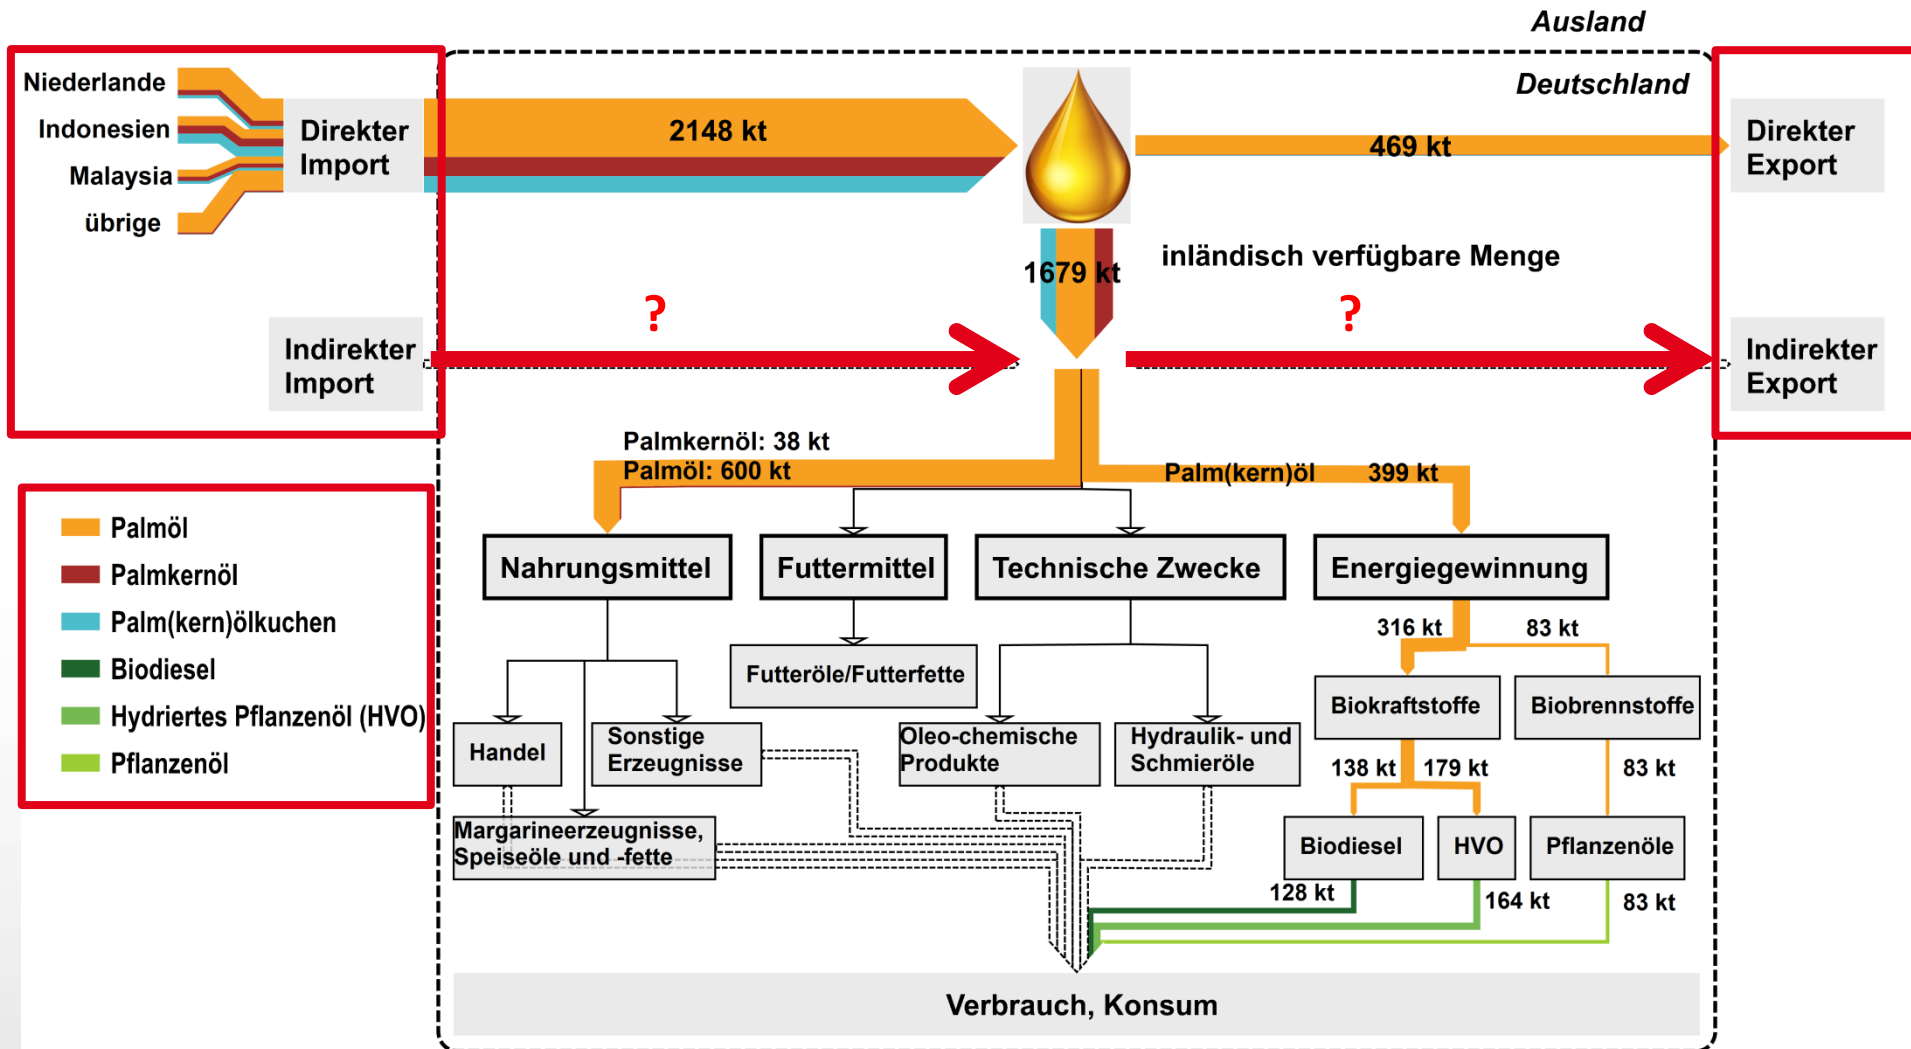 Ausland
Deutschland
Niederlande
Indonesien
Malaysia
übrige
Direkter
Import
2148 kt
469 kt
Direkter
Export
1679 kt
inländisch verfügbare Menge
?
?
Indirekter
Import
Indirekter
Export
Palmkernöl: 38 kt
Palmöl: 600 kt
Palm(kern)öl
399 kt
Palmöl
Palmkernöl
Palm(kern)ölkuchen
Biodiesel
Hydriertes Pflanzenöl (HVO)
Pflanzenöl
Nahrungsmittel
Futtermittel
Technische Zwecke
Energiegewinnung
316 kt
83 kt
Futteröle/Futterfette
Biokraftstoffe
Biobrennstoffe
Handel
Sonstige
Erzeugnisse
Oleo-chemische
Produkte
Hydraulik- und
Schmieröle
138 kt
179 kt
83 kt
Margarineerzeugnisse,
Speiseöle und -fette
Biodiesel
HVO
Pflanzenöle
128 kt
164 kt
83 kt
Verbrauch, Konsum